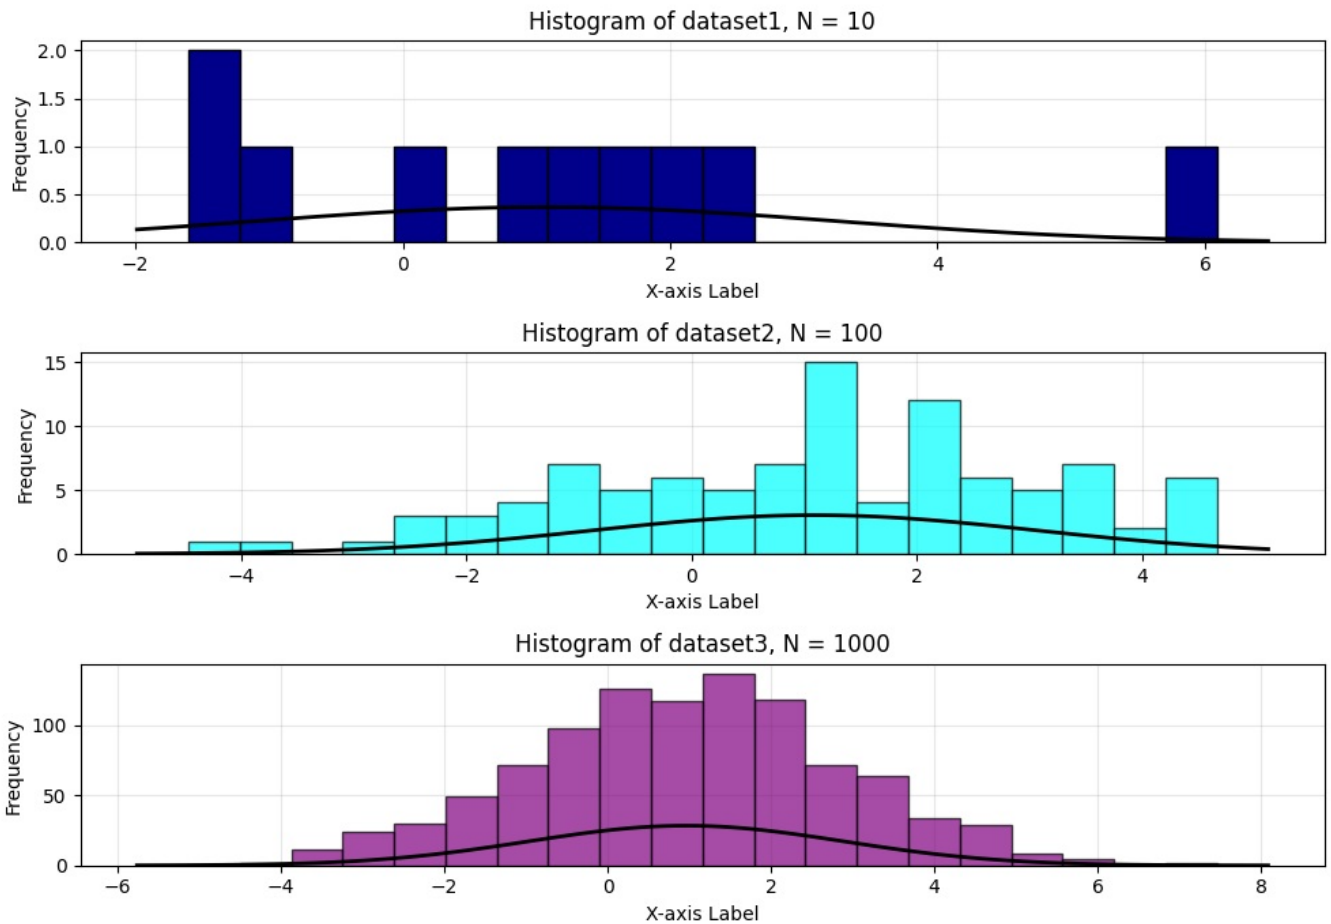 Histogram of dataset1, N = 10
2.0
1.5
1.0
0.5
0.0
Frequency
−2 0 2 4 6
X-axis Label
Histogram of dataset2, N = 100
15
10
5
0
Frequency
−4 −2 0 2 4
X-axis Label
Histogram of dataset3, N = 1000
100
50
0
Frequency
−6 −4 −2 0 2 4 6 8
X-axis Label